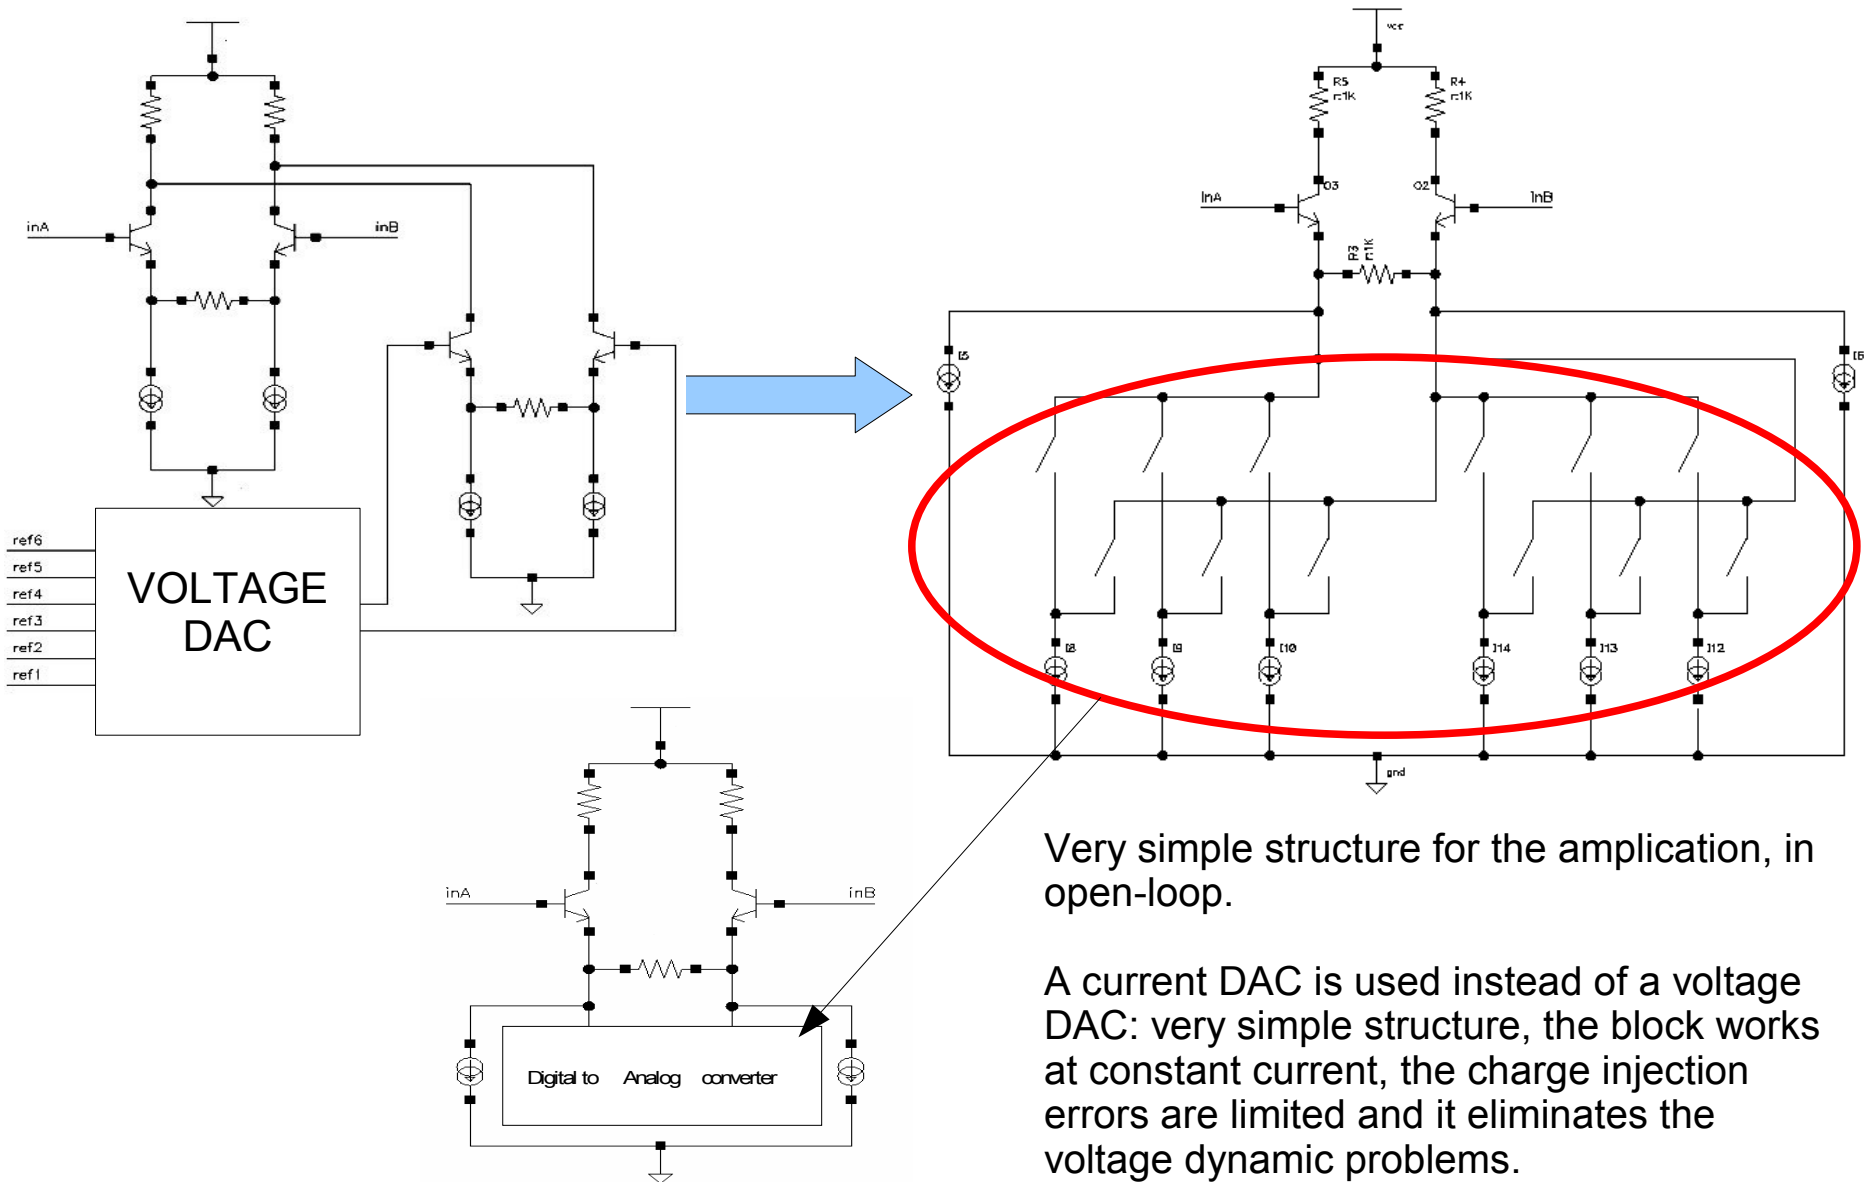 inA
inB
ref6
ref5
ref4
ref3
ref2
ref1
VOLTAGE
DAC
R5
r:1K
R4
r:1K
InA
Q3
Q2
InB
R3
r:1K
I5
I6
I8
I9
I10
I14
I13
I12
gnd
inA
inB
Digital to Analog converter
Very simple structure for the amplication, in
open-loop.
A current DAC is used instead of a voltage
DAC: very simple structure, the block works
at constant current, the charge injection
errors are limited and it eliminates the
voltage dynamic problems.